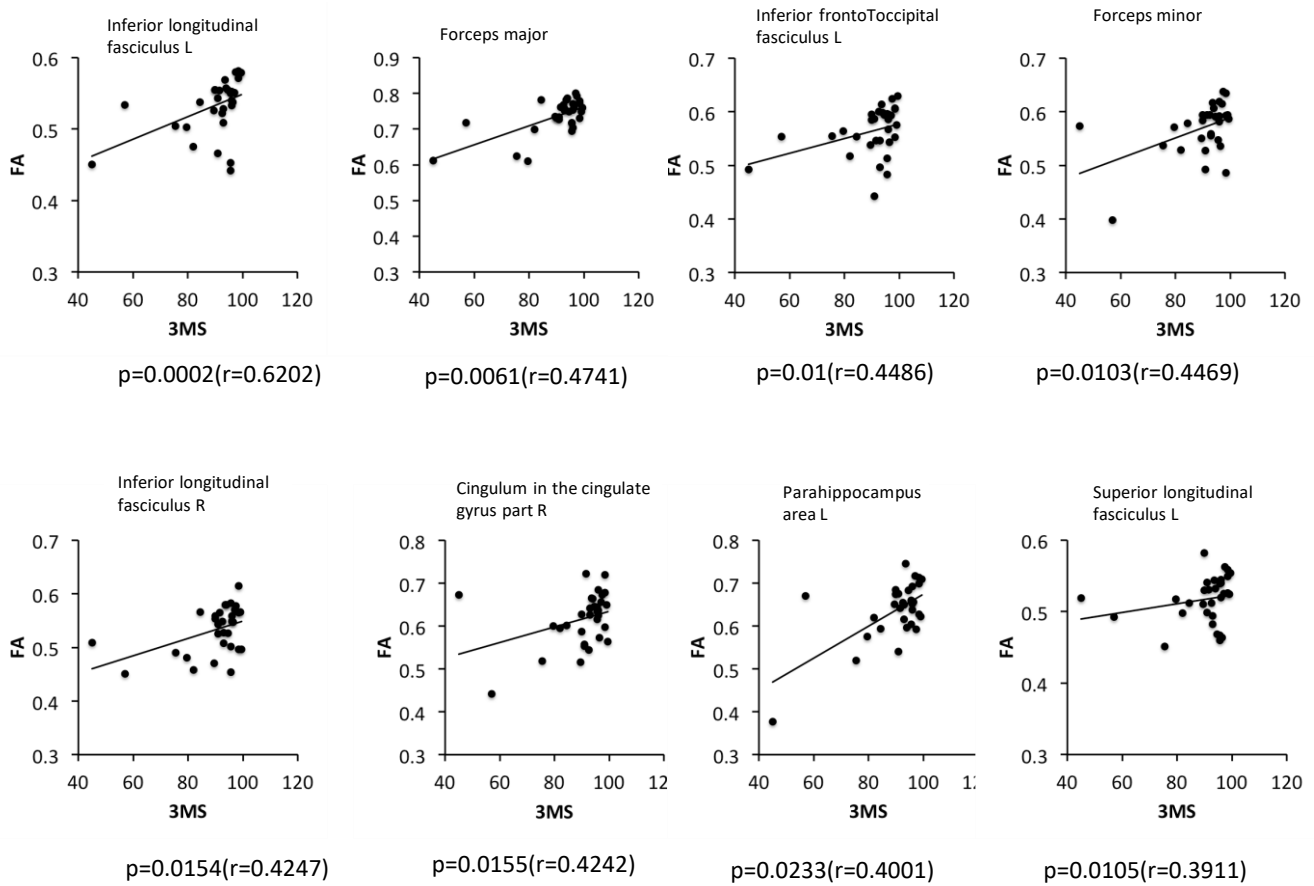 Inferior longitudinal
fasciculus L
0.6
0.5
0.4
0.3
FA
40 60 80 100 120
3MS
p=0.0002(r=0.6202)
Forceps major
0.9
0.8
0.7
0.6
0.5
0.4
0.3
FA
40 60 80 100 120
3MS
p=0.0061(r=0.4741)
Inferior frontoToccipital
fasciculus L
0.7
0.6
0.5
0.4
0.3
FA
40 60 80 100 120
3MS
p=0.01(r=0.4486)
Forceps minor
0.7
0.6
0.5
0.4
0.3
FA
40 60 80 100 120
3MS
p=0.0103(r=0.4469)
Inferior longitudinal
fasciculus R
0.7
0.6
0.5
0.4
0.3
FA
40 60 80 100 120
3MS
p=0.0154(r=0.4247)
Cingulum in the cingulate
gyrus part R
0.8
0.7
0.6
0.5
0.4
0.3
FA
40 60 80 100 120
3MS
p=0.0155(r=0.4242)
Parahippocampus
area L
0.8
0.7
0.6
0.5
0.4
0.3
FA
40 60 80 100
3MS
p=0.0233(r=0.4001)
Superior longitudinal
fasciculus L
0.6
0.5
0.4
0.3
FA
40 60 80 100 120
3MS
p=0.0105(r=0.3911)